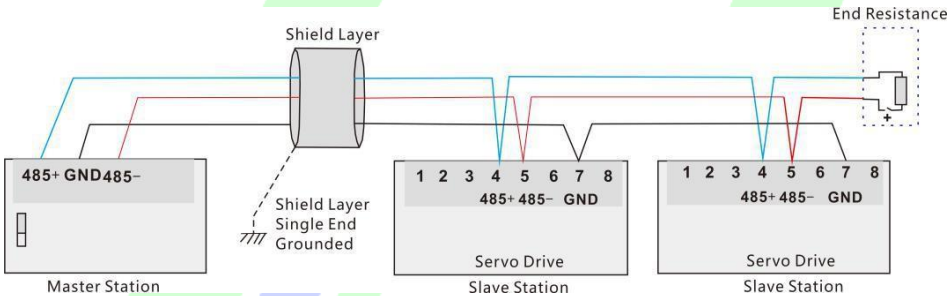 End Resistance
Shield Layer
485+ GND 485-
1 2 3 4 5 6 7 8
485+ 485- GND
1 2 3 4 5 6 7 8
485+ 485- GND
Shield Layer
Single End
Grounded
+
Servo Drive
Servo Drive
Master Station
Slave Station
Slave Station